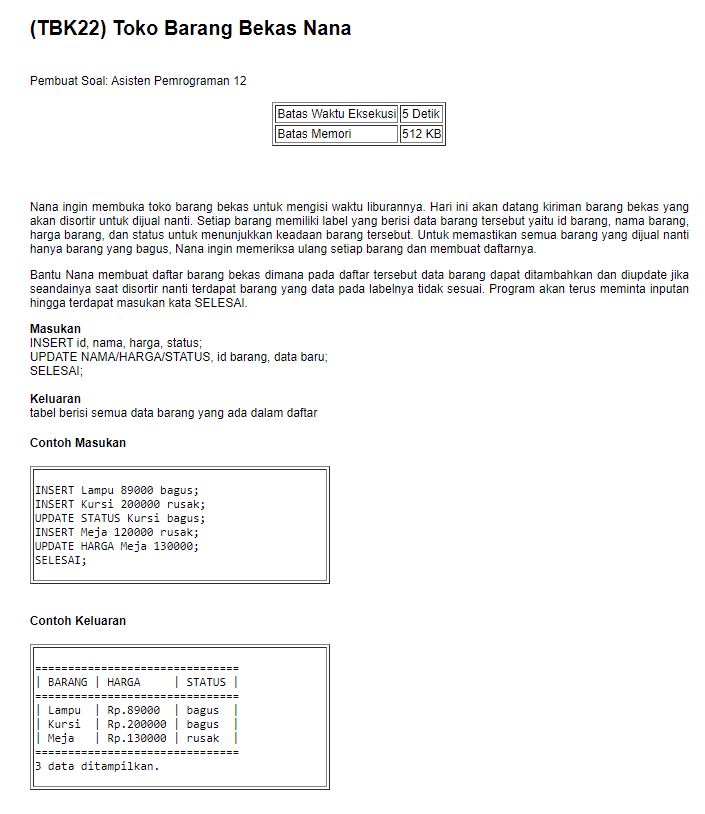 (TBK22) Toko Barang Bekas Nana
Pembuat Soal: Asisten Pemrograman 12
Batas Waktu Eksekusi 5 Detik
Batas Memori 512 KB
Nana ingin membuka toko barang bekas untuk mengisi waktu liburannya. Hari ini akan datang kiriman barang bekas yang
akan disortir untuk dijual nanti. Setiap barang memiliki label yang berisi data barang tersebut yaitu id barang, nama barang,
harga barang, dan status untuk menunjukkan keadaan barang tersebut. Untuk memastikan semua barang yang dijual nanti
hanya barang yang bagus, Nana ingin memeriksa ulang setiap barang dan membuat daftarnya.
Bantu Nana membuat daftar barang bekas dimana pada daftar tersebut data barang dapat ditambahkan dan diupdate jika
seandainya saat disortir nanti terdapat barang yang data pada labelnya tidak sesuai. Program akan terus meminta inputan
hingga terdapat masukan kata SELESAI.
Masukan
INSERT id, nama, harga, status;
UPDATE NAMA/HARGA/STATUS, id barang, data baru;
SELESAI;
Keluaran
tabel berisi semua data barang yang ada dalam daftar
Contoh Masukan
INSERT Lampu 89000 bagus;
INSERT Kursi 200000 rusak;
UPDATE STATUS Kursi bagus;
INSERT Meja 120000 rusak;
UPDATE HARGA Meja 130000;
SELESAI;
Contoh Keluaran
===============================
| BARANG | HARGA     | STATUS |
===============================
| Lampu  | Rp.89000  | bagus  |
| Kursi  | Rp.200000 | bagus  |
| Meja   | Rp.130000 | rusak  |
===============================
3 data ditampilkan.